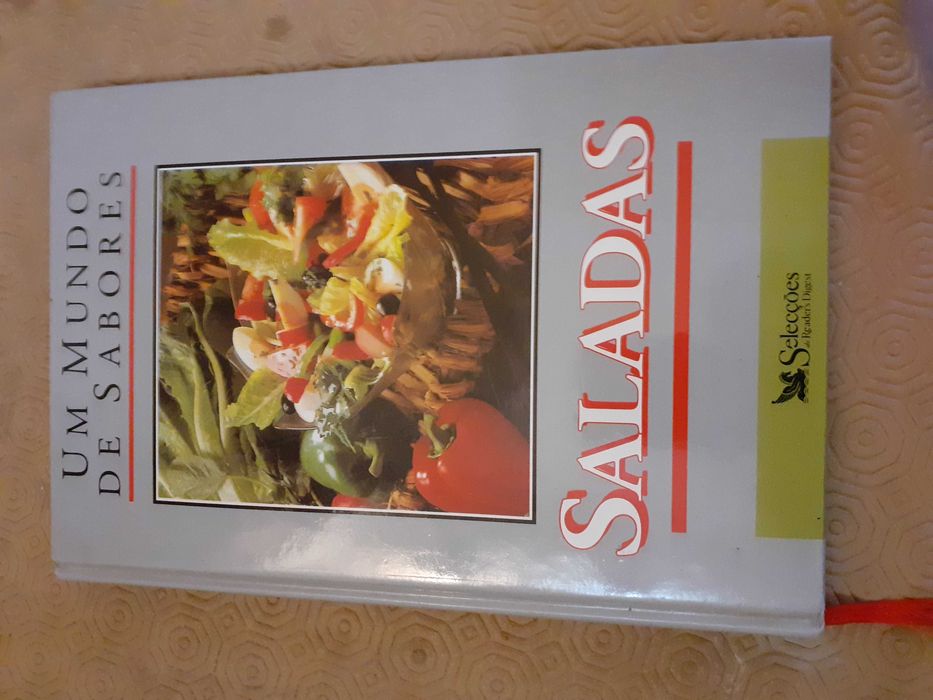 UM MUNDO
DE SABORES
SALADAS
Selecções
do Reader's Digest